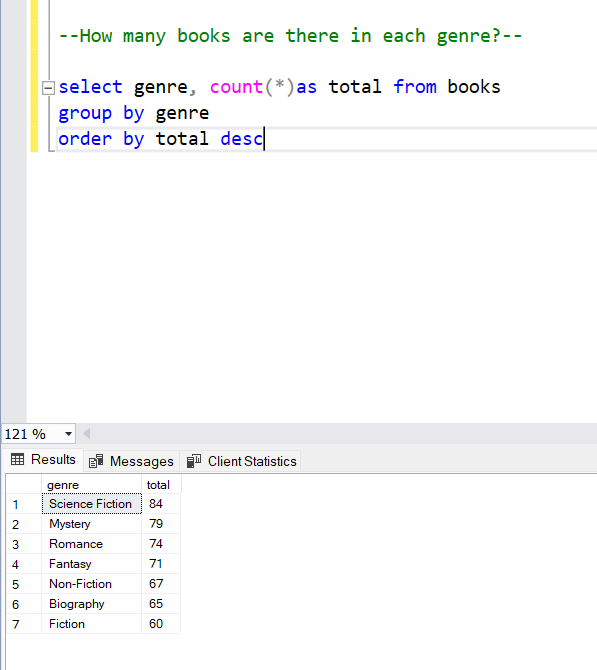 --How many books are there in each genre?--
select genre, count(*)as total from books
group by genre
order by total desc
121 %
Results Messages Client Statistics
genre total
1 Science Fiction 84
2 Mystery 79
3 Romance 74
4 Fantasy 71
5 Non-Fiction 67
6 Biography 65
7 Fiction 60